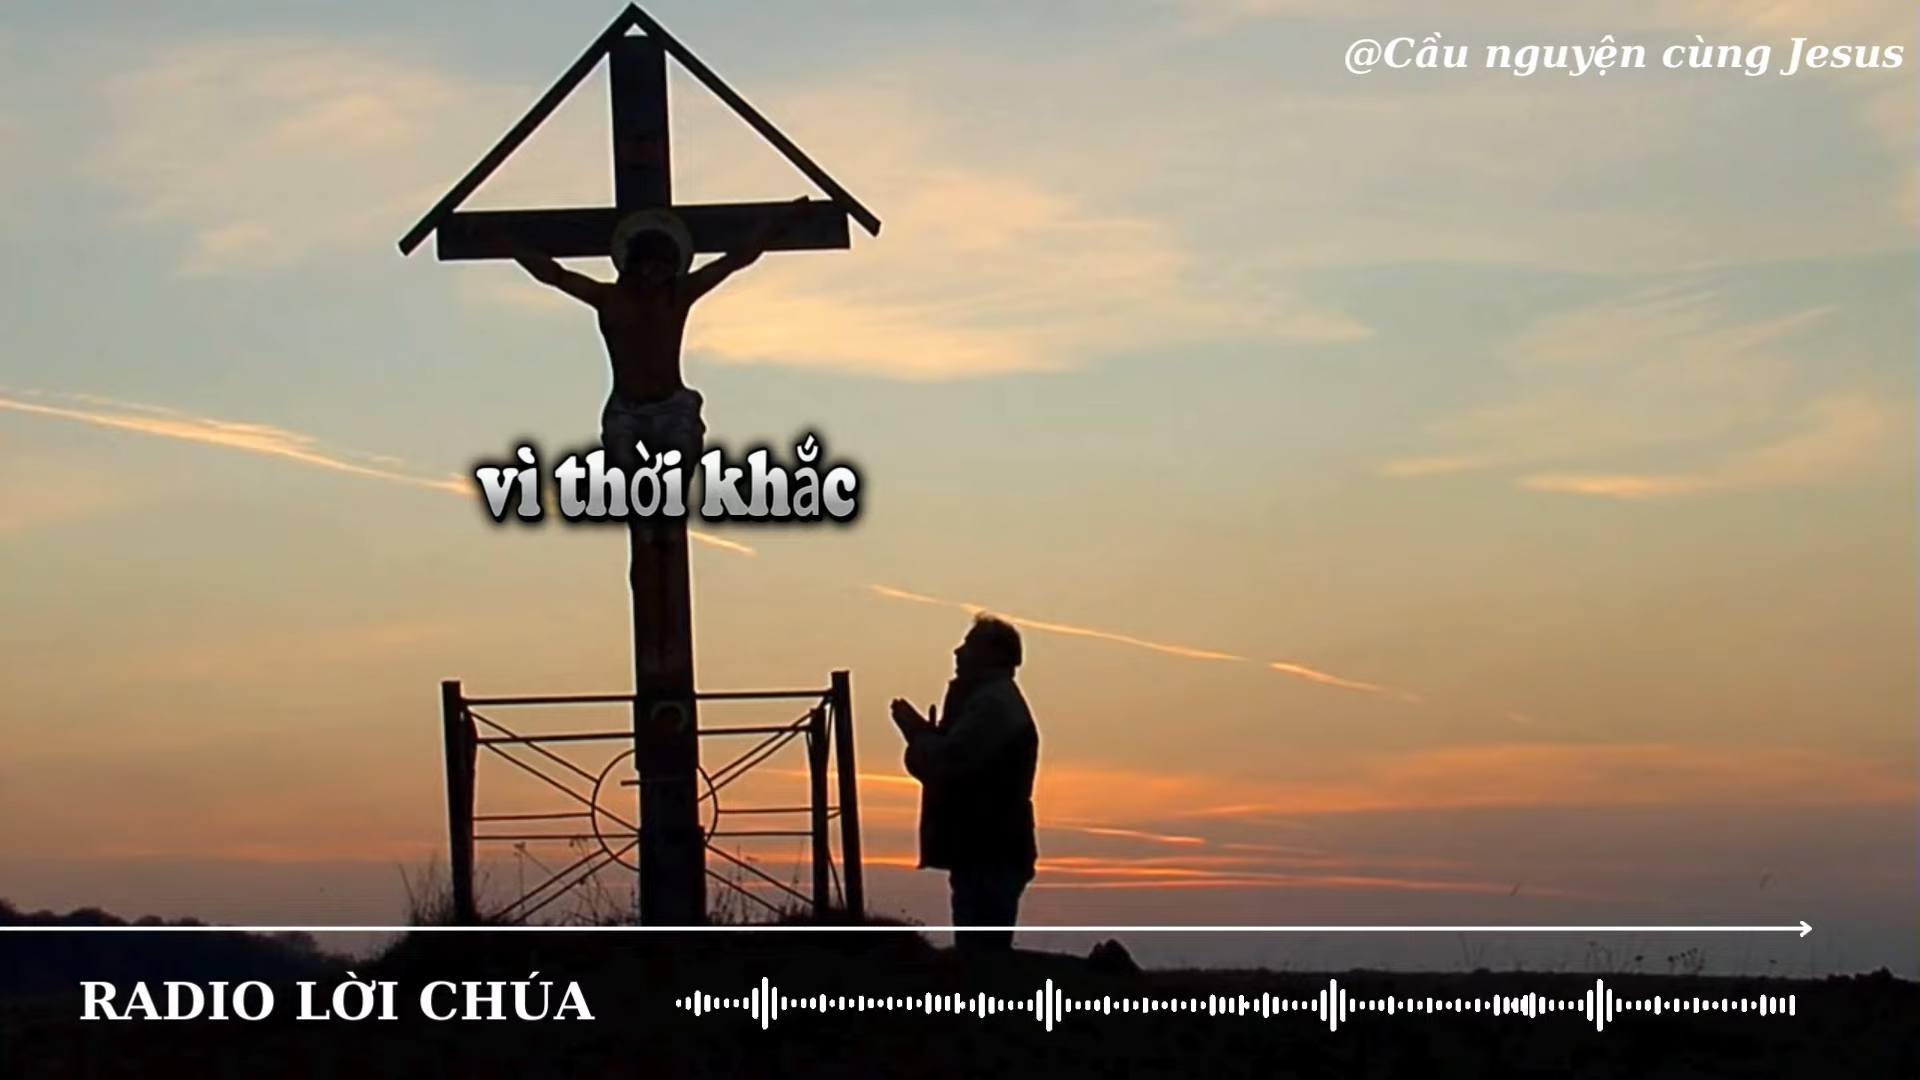 @Cầu nguyện cùng Jesus
vì thời khắc
RADIO LỜI CHÚA